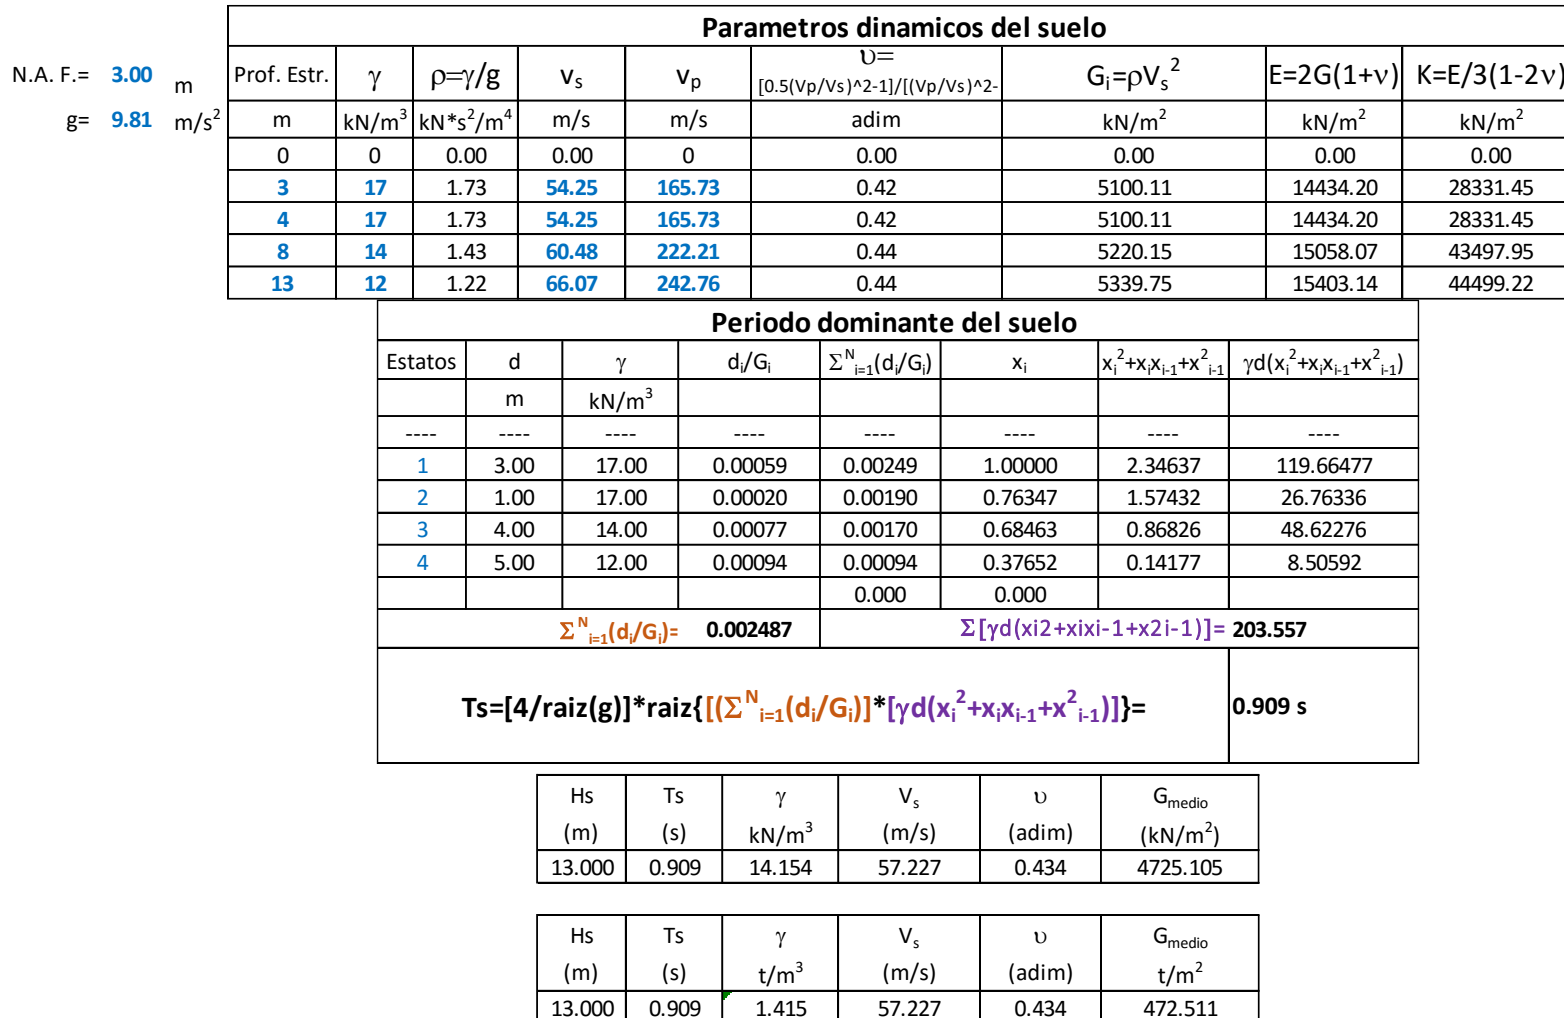 Parametros dinamicos del suelo
N.A. F.= 3.00 m
g= 9.81 m/s²
Prof. Estr. γ ρ=γ/g vₛ vₚ υ= [0.5(Vp/Vs)^2-1]/[(Vp/Vs)^2- Gᵢ=ρVₛ² E=2G(1+ν) K=E/3(1-2ν)
m kN/m³ kN*s²/m⁴ m/s m/s adim kN/m² kN/m² kN/m²
0 0 0.00 0.00 0 0.00 0.00 0.00 0.00
3 17 1.73 54.25 165.73 0.42 5100.11 14434.20 28331.45
4 17 1.73 54.25 165.73 0.42 5100.11 14434.20 28331.45
8 14 1.43 60.48 222.21 0.44 5220.15 15058.07 43497.95
13 12 1.22 66.07 242.76 0.44 5339.75 15403.14 44499.22
Periodo dominante del suelo
Estatos d γ dᵢ/Gᵢ Σᴺᵢ₌₁(dᵢ/Gᵢ) xᵢ xᵢ²+xᵢxᵢ₋₁+x²ᵢ₋₁ γd(xᵢ²+xᵢxᵢ₋₁+x²ᵢ₋₁)
m kN/m³
---- ---- ---- ---- ---- ---- ---- ----
1 3.00 17.00 0.00059 0.00249 1.00000 2.34637 119.66477
2 1.00 17.00 0.00020 0.00190 0.76347 1.57432 26.76336
3 4.00 14.00 0.00077 0.00170 0.68463 0.86826 48.62276
4 5.00 12.00 0.00094 0.00094 0.37652 0.14177 8.50592
0.000 0.000
Σᴺᵢ₌₁(dᵢ/Gᵢ)= 0.002487 Σ[γd(xi2+xixi-1+x2i-1)]= 203.557
Ts=[4/raiz(g)]*raiz{[(Σᴺᵢ₌₁(dᵢ/Gᵢ)]*[γd(xᵢ²+xᵢxᵢ₋₁+x²ᵢ₋₁)]}= 0.909 s
Hs Ts γ Vₛ υ Gₘₑdᵢₒ
(m) (s) kN/m³ (m/s) (adim) (kN/m²)
13.000 0.909 14.154 57.227 0.434 4725.105
Hs Ts γ Vₛ υ Gₘₑdᵢₒ
(m) (s) t/m³ (m/s) (adim) t/m²
13.000 0.909 1.415 57.227 0.434 472.511